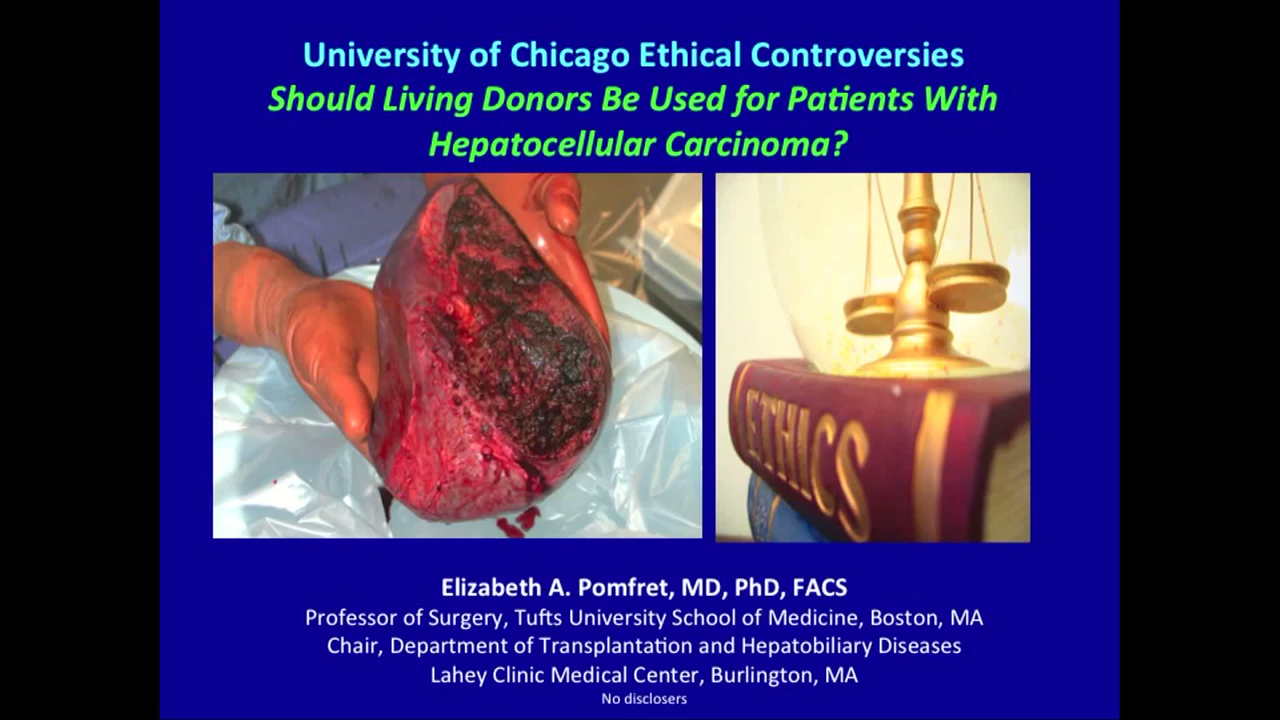 University of Chicago Ethical Controversies
Should Living Donors Be Used for Patients With
Hepatocellular Carcinoma?
ETHICS
Elizabeth A. Pomfret, MD, PhD, FACS
Professor of Surgery, Tufts University School of Medicine, Boston, MA
Chair, Department of Transplantation and Hepatobiliary Diseases
Lahey Clinic Medical Center, Burlington, MA
No disclosers